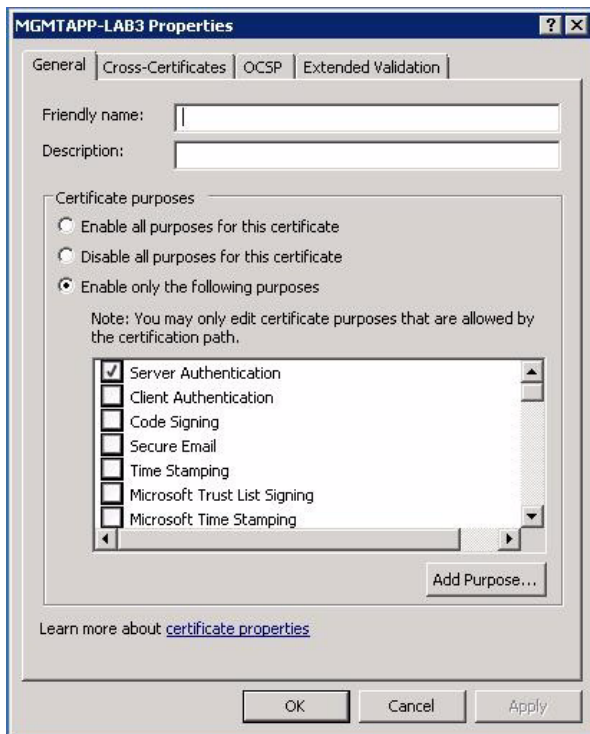 MGMTAPP-LAB3 Properties
General Cross-Certificates OCSP Extended Validation
Friendly name:
Description:
Certificate purposes
Enable all purposes for this certificate
Disable all purposes for this certificate
Enable only the following purposes
Note: You may only edit certificate purposes that are allowed by
the certification path.
Server Authentication
Client Authentication
Code Signing
Secure Email
Time Stamping
Microsoft Trust List Signing
Microsoft Time Stamping
Add Purpose...
Learn more about certificate properties
OK Cancel Apply